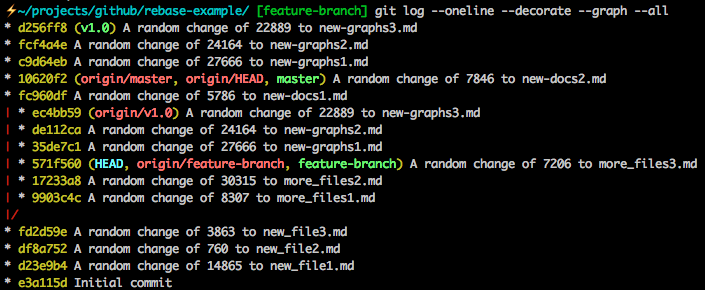 ⚡~/projects/github/rebase-example/ [feature-branch] git log --oneline --decorate --graph --all
* d256ff8 (v1.0) A random change of 22889 to new-graphs3.md
* fcf4a4e A random change of 24164 to new-graphs2.md
* c9d64eb A random change of 27666 to new-graphs1.md
* 10620f2 (origin/master, origin/HEAD, master) A random change of 7846 to new-docs2.md
* fc960df A random change of 5786 to new-docs1.md
| * ec4bb59 (origin/v1.0) A random change of 22889 to new-graphs3.md
| * de112ca A random change of 24164 to new-graphs2.md
| * 35de7c1 A random change of 27666 to new-graphs1.md
| * 571f560 (HEAD, origin/feature-branch, feature-branch) A random change of 7206 to more_files3.md
| * 17233a8 A random change of 30315 to more_files2.md
| * 9903c4c A random change of 8307 to more_files1.md
|/
* fd2d59e A random change of 3863 to new_file3.md
* df8a752 A random change of 760 to new_file2.md
* d23e9b4 A random change of 14865 to new_file1.md
* e3a115d Initial commit